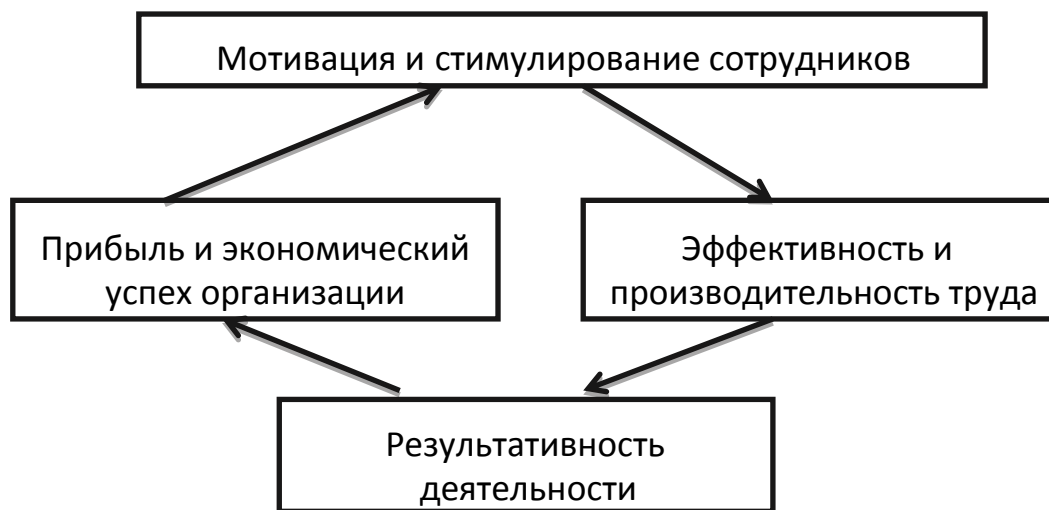 Мотивация и стимулирование сотрудников
Прибыль и экономический
успех организации
Эффективность и
производительность труда
Результативность
деятельности